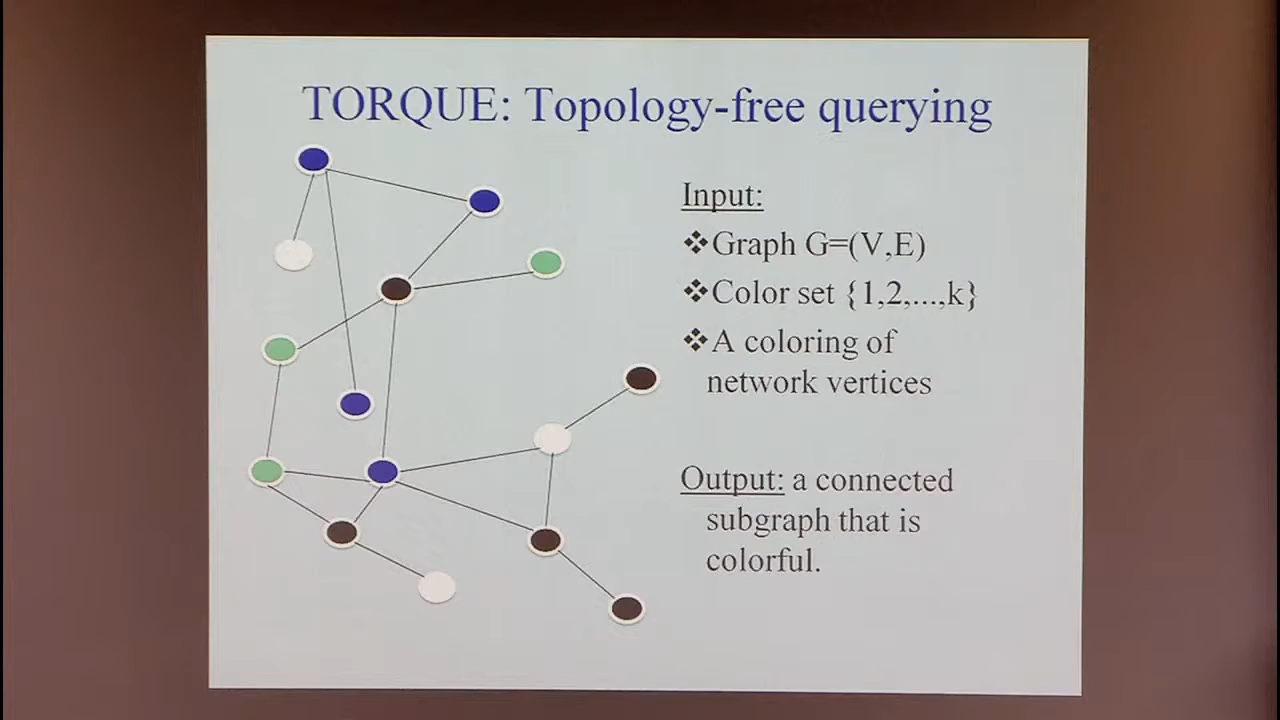 TORQUE: Topology-free querying
Input:
❖Graph G=(V,E)
❖Color set {1,2,...,k}
❖A coloring of
network vertices
Output: a connected
subgraph that is
colorful.